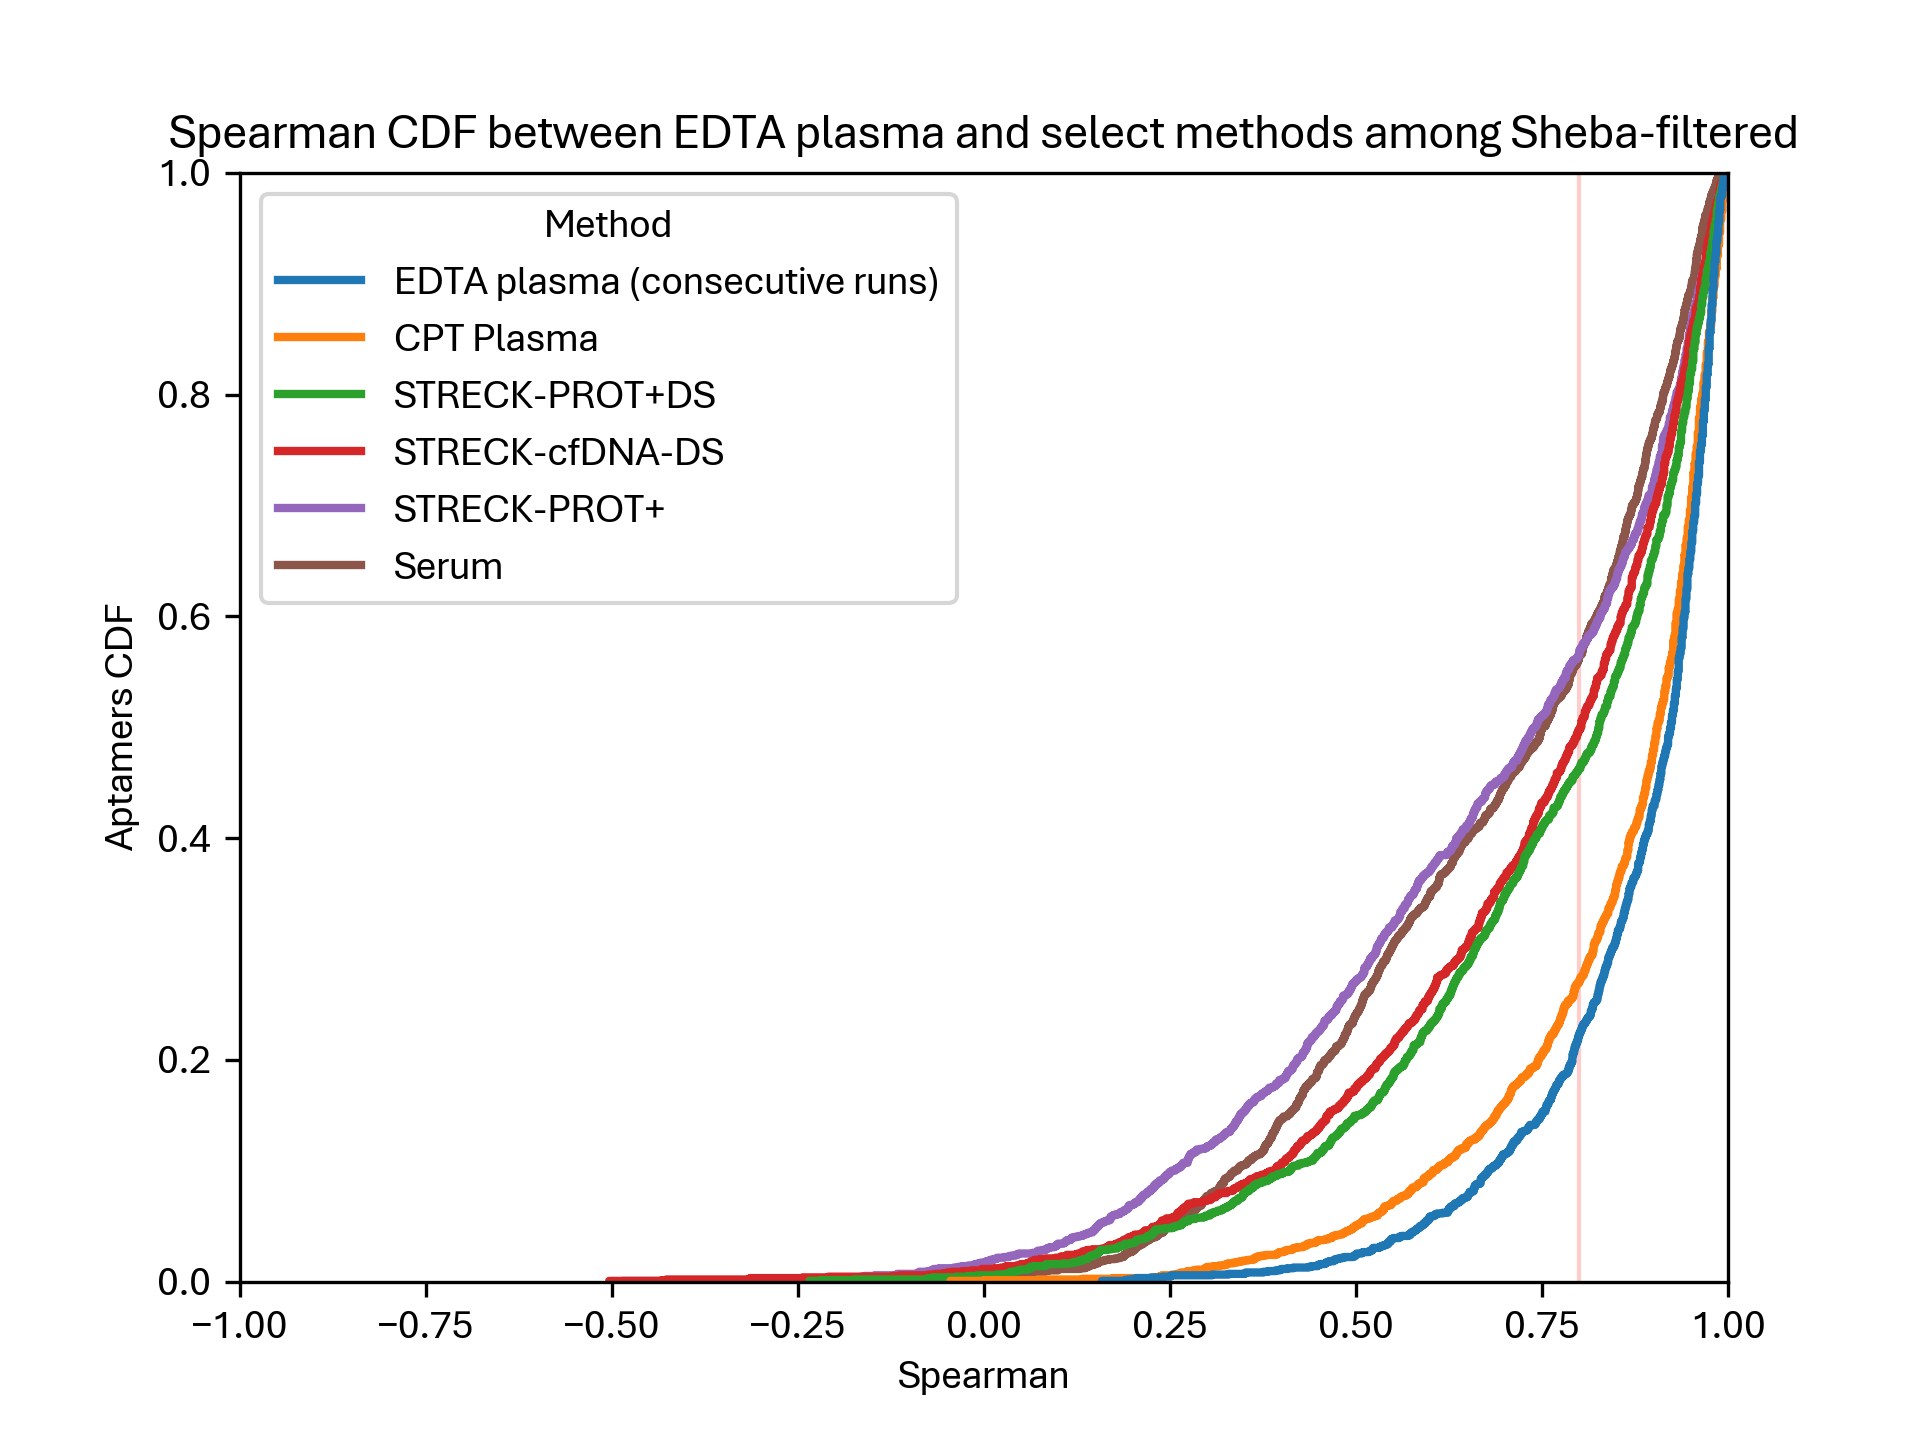 Spearman CDF between EDTA plasma and select methods among Sheba-filtered
1.0
0.8
0.6
0.4
0.2
0.0
Aptamers CDF
Method
EDTA plasma (consecutive runs)
CPT Plasma
STRECK-PROT+DS
STRECK-cfDNA-DS
STRECK-PROT+
Serum
−1.00 −0.75 −0.50 −0.25 0.00 0.25 0.50 0.75 1.00
Spearman